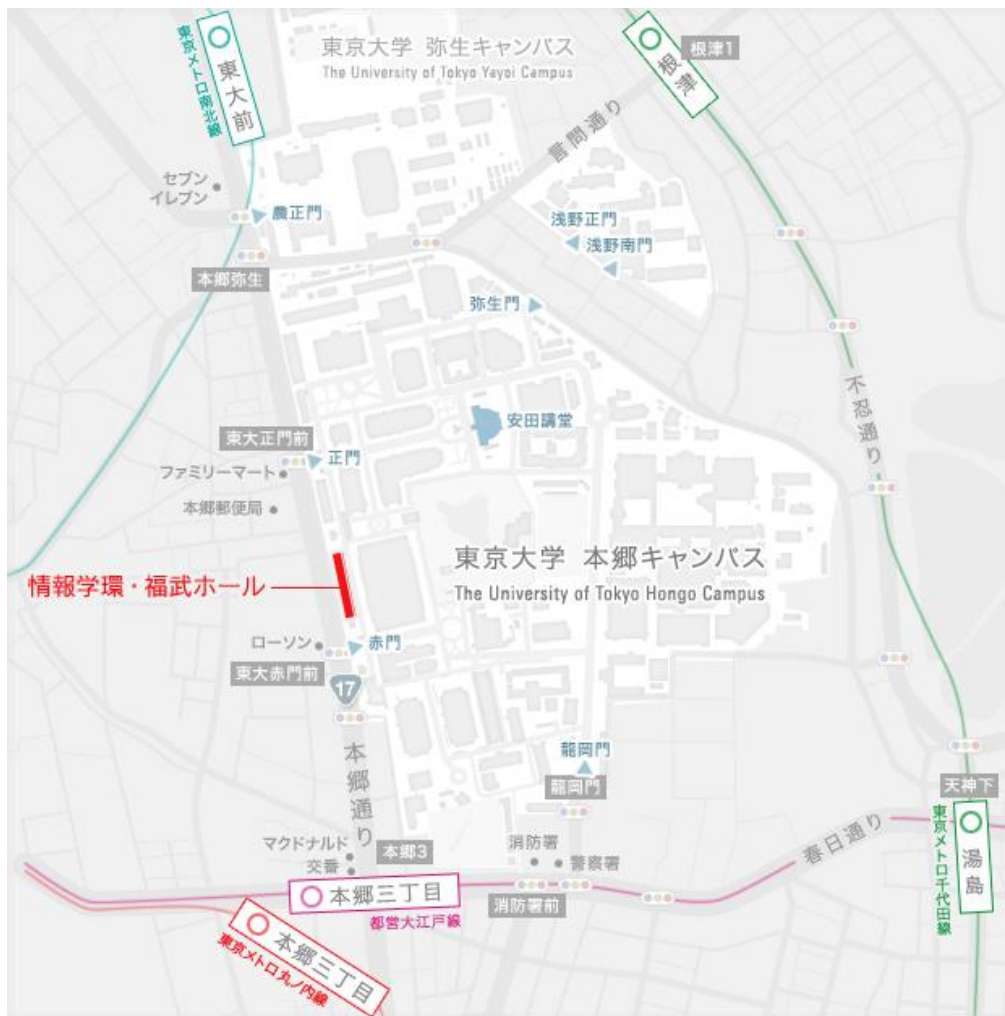 東京大学 弥生キャンパス
The University of Tokyo Yayoi Campus
東大前
東京メトロ南北線
根津
根津1
言問通り
セブン
イレブン
農正門
浅野正門
浅野南門
本郷弥生
弥生門
不忍通り
安田講堂
東大正門前
正門
ファミリーマート
本郷郵便局
東京大学 本郷キャンパス
The University of Tokyo Hongo Campus
情報学環・福武ホール
ローソン
赤門
東大赤門前
17
本郷通り
龍岡門
龍岡門
天神下
湯島
東京メトロ千代田線
春日通り
マクドナルド
交番
本郷3
消防署
警察署
本郷三丁目
都営大江戸線
消防署前
本郷三丁目
東京メトロ丸ノ内線